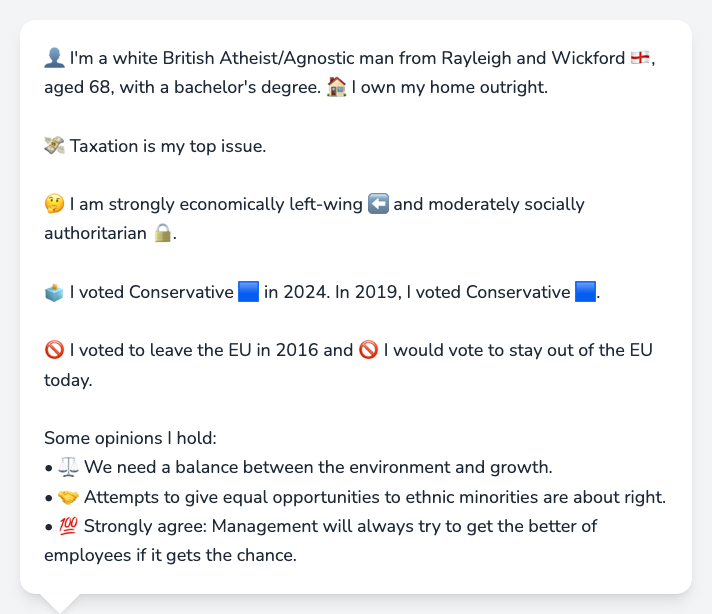 👤 I'm a white British Atheist/Agnostic man from Rayleigh and Wickford 🏴󠁧󠁢󠁥󠁮󠁧󠁿,
aged 68, with a bachelor's degree. 🏠 I own my home outright.
💸 Taxation is my top issue.
🤔 I am strongly economically left-wing ⬅️ and moderately socially
authoritarian 🔒.
🗳️ I voted Conservative 🟦 in 2024. In 2019, I voted Conservative 🟦.
🚫 I voted to leave the EU in 2016 and 🚫 I would vote to stay out of the EU
today.
Some opinions I hold:
• ⚖️ We need a balance between the environment and growth.
• 🤝 Attempts to give equal opportunities to ethnic minorities are about right.
• 💯 Strongly agree: Management will always try to get the better of
employees if it gets the chance.